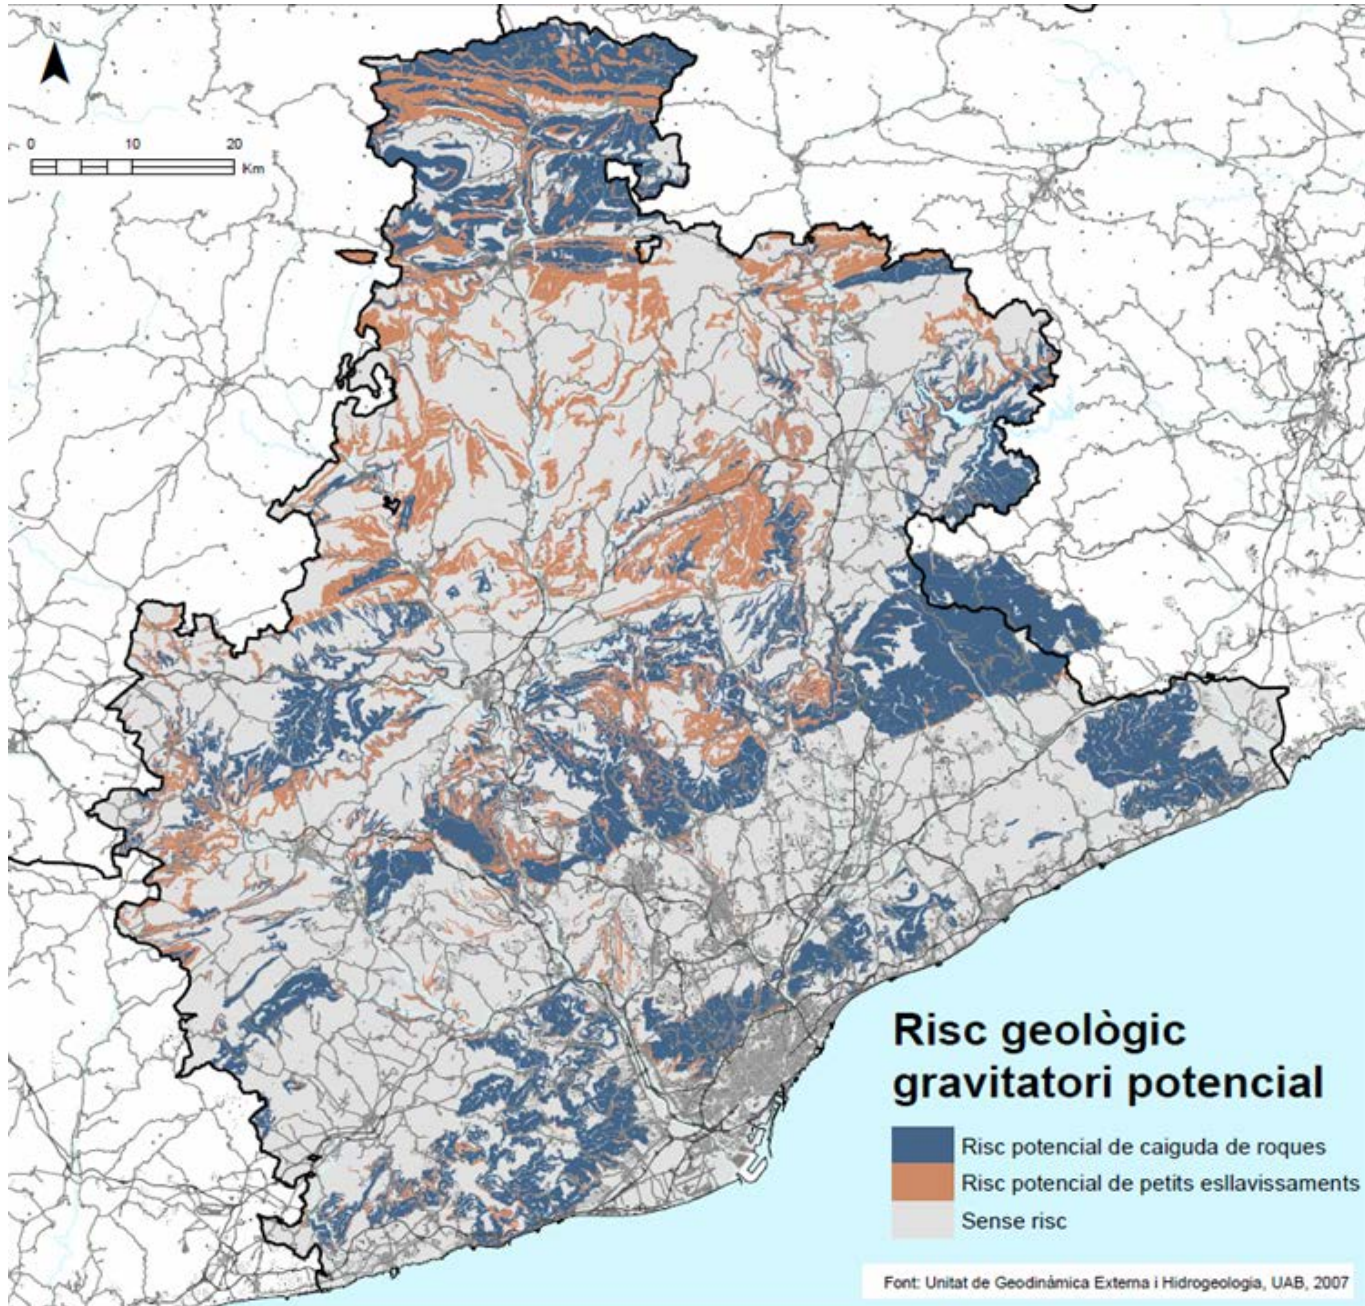 N
0 10 20
Km
Risc geològic
gravitatori potencial
Risc potencial de caiguda de roques
Risc potencial de petits esllavissaments
Sense risc
Font: Unitat de Geodinàmica Externa i Hidrogeologia, UAB, 2007